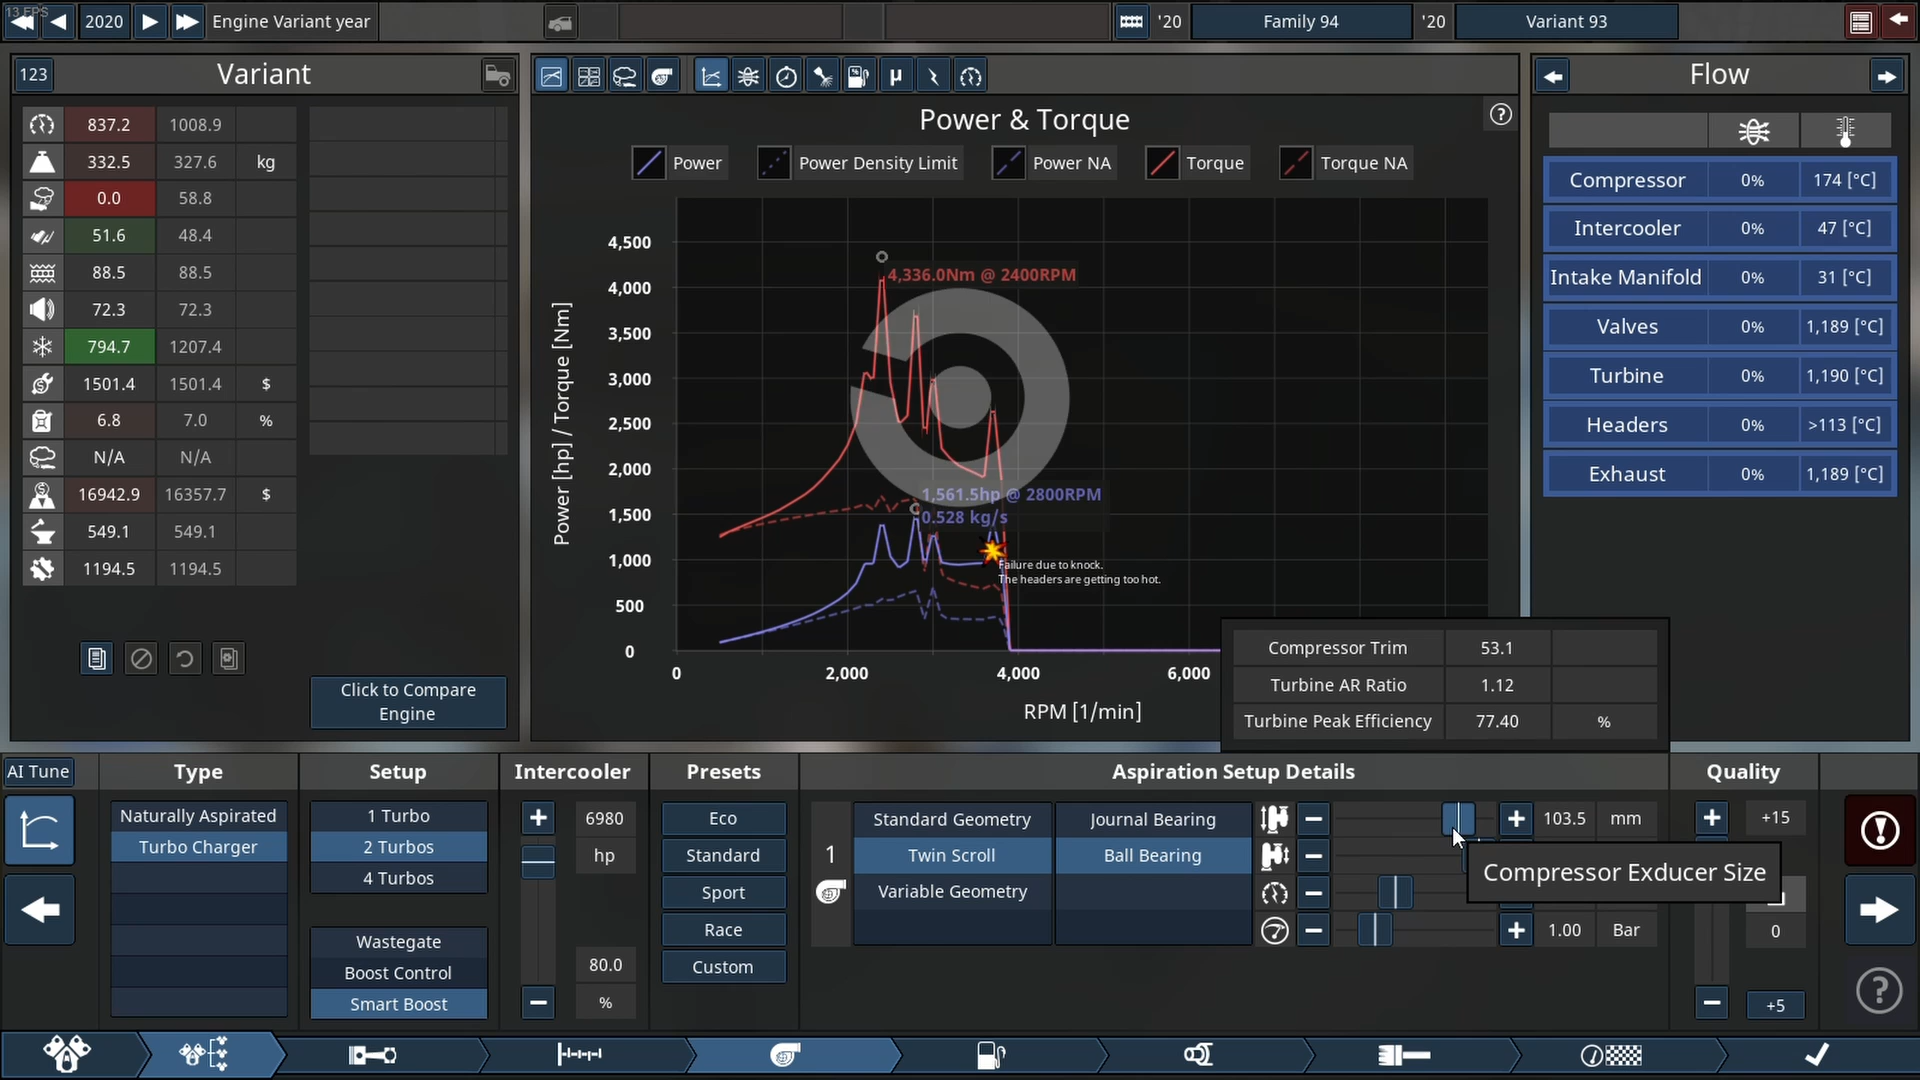 13 FPS
2020
Engine Variant year
'20
Family 94
'20
Variant 93
123
Variant
837.2 1008.9
332.5 327.6 kg
0.0 58.8
51.6 48.4
88.5 88.5
72.3 72.3
794.7 1207.4
1501.4 1501.4 $
6.8 7.0 %
N/A N/A
16942.9 16357.7 $
549.1 549.1
1194.5 1194.5
Click to Compare
Engine
Power & Torque
?
Power
Power Density Limit
Power NA
Torque
Torque NA
Power [hp] / Torque [Nm]
4,500
4,000
3,500
3,000
2,500
2,000
1,500
1,000
500
0
4,336.0Nm @ 2400RPM
1,561.5hp @ 2800RPM
0.528 kg/s
Failure due to knock.
The headers are getting too hot.
0 2,000 4,000 6,000
RPM [1/min]
Flow
Compressor 0% 174 [°C]
Intercooler 0% 47 [°C]
Intake Manifold 0% 31 [°C]
Valves 0% 1,189 [°C]
Turbine 0% 1,190 [°C]
Headers 0% >113 [°C]
Exhaust 0% 1,189 [°C]
Compressor Trim 53.1
Turbine AR Ratio 1.12
Turbine Peak Efficiency 77.40 %
AI Tune
Type
Naturally Aspirated
Turbo Charger
Setup
1 Turbo
2 Turbos
4 Turbos
Wastegate
Boost Control
Smart Boost
Intercooler
6980
hp
80.0
%
Presets
Eco
Standard
Sport
Race
Custom
Aspiration Setup Details
1
Standard Geometry
Twin Scroll
Variable Geometry
Journal Bearing
Ball Bearing
103.5 mm
Compressor Exducer Size
1.00 Bar
Quality
+15
0
+5
?